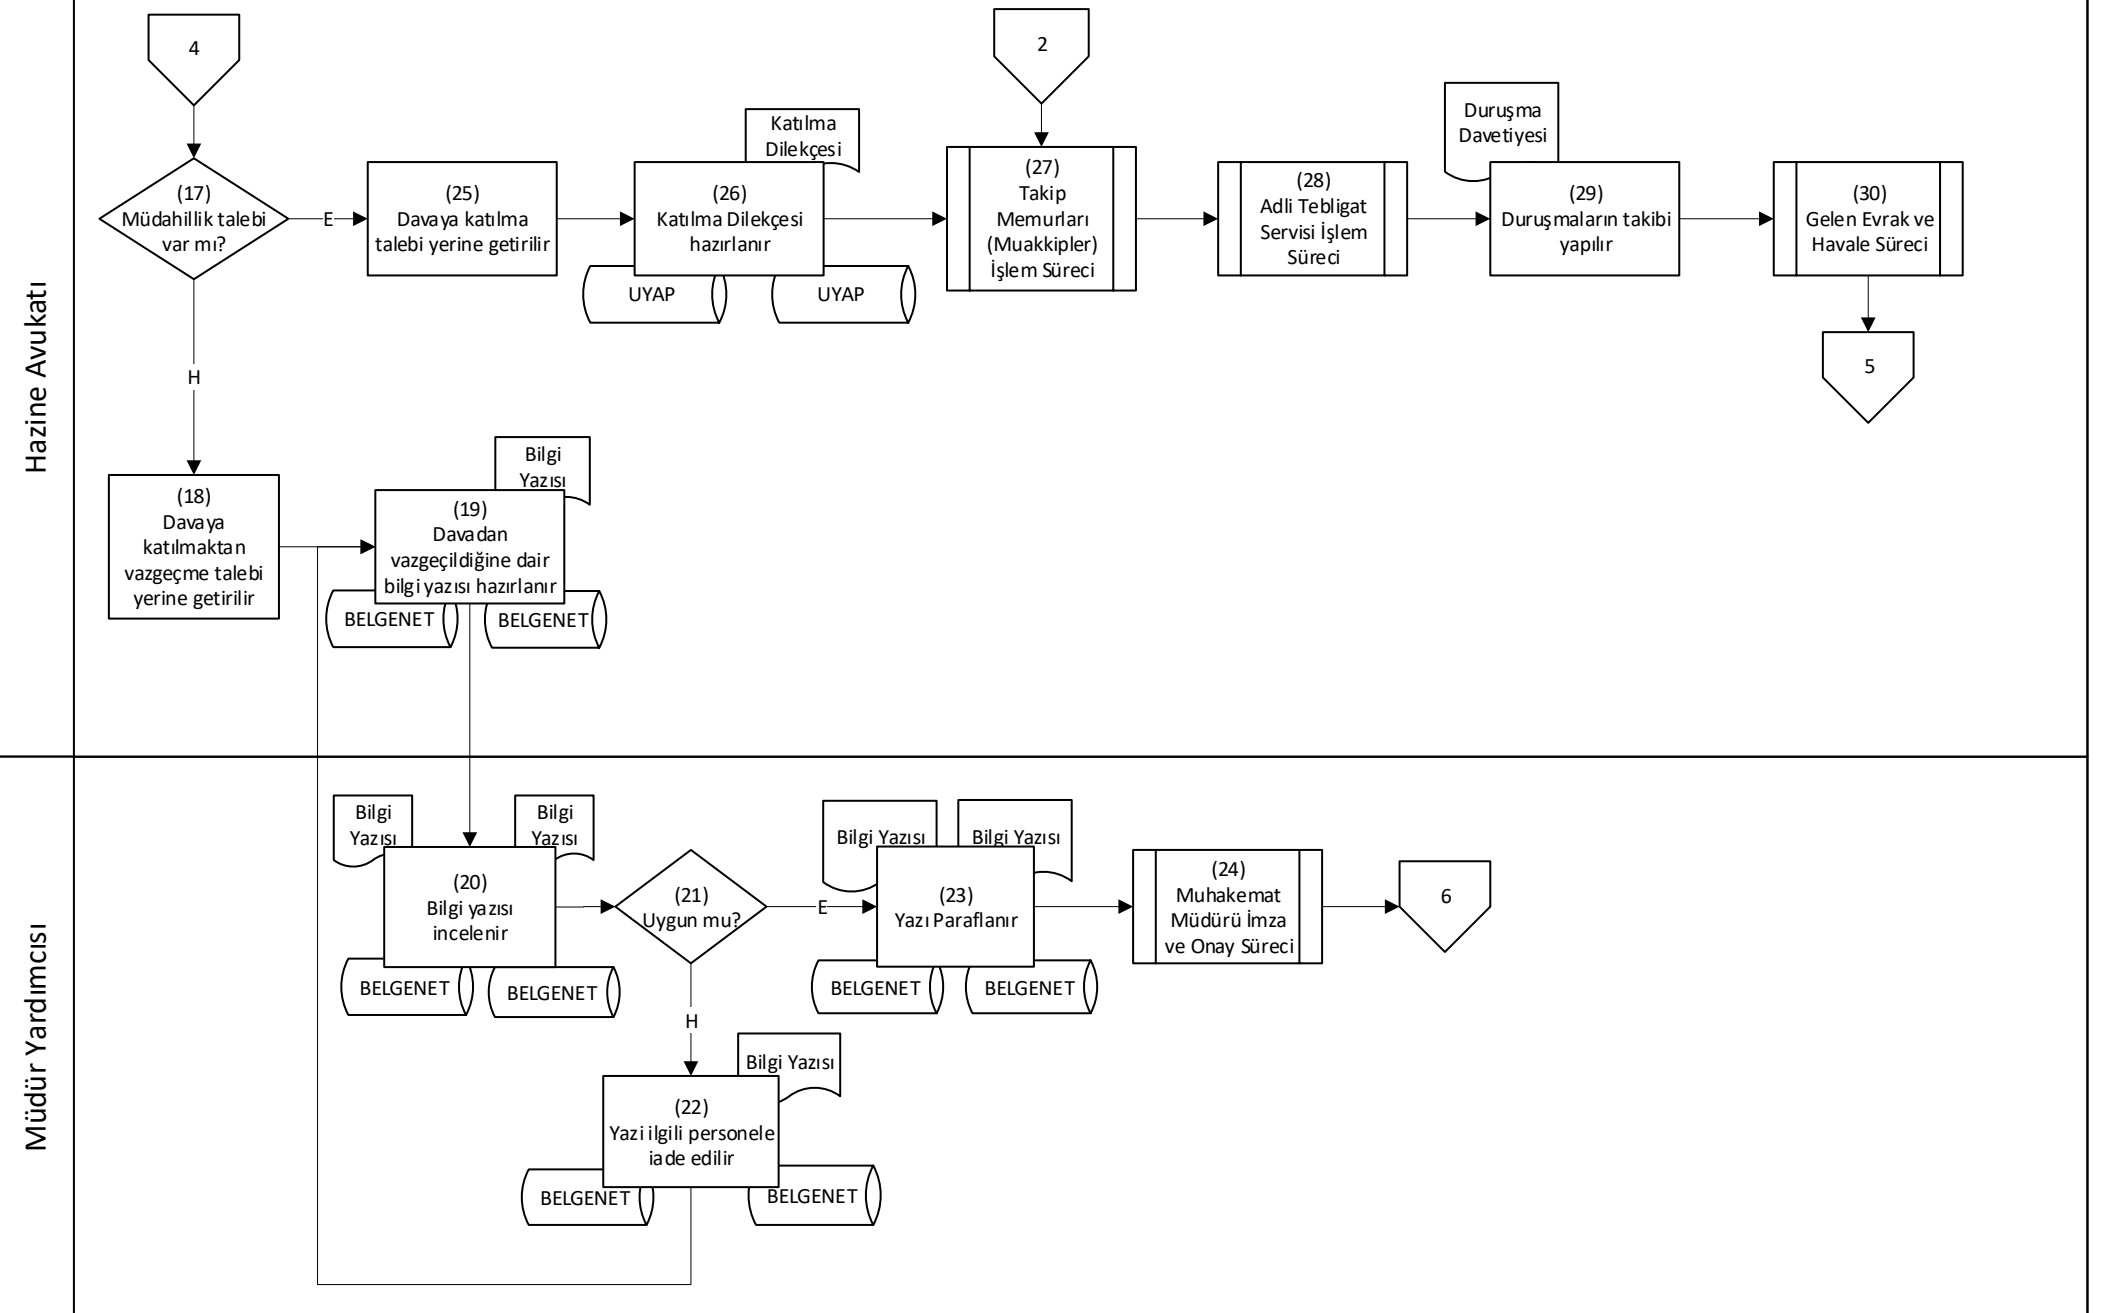 Hazine Avukatı
4
(17)
Müdahillik talebi
var mı?
E
(25)
Davaya katılma
talebi yerine getirilir
Katılma
Dilekçesi
(26)
Katılma Dilekçesi
hazırlanır
UYAP
UYAP
2
(27)
Takip
Memurları
(Muakkipler)
İşlem Süreci
(28)
Adli Tebligat
Servisi İşlem
Süreci
Duruşma
Davetiyesi
(29)
Duruşmaların takibi
yapılır
(30)
Gelen Evrak ve
Havale Süreci
5
H
(18)
Davaya
katılmaktan
vazgeçme talebi
yerine getirilir
Bilgi
Yazısı
(19)
Davadan
vazgeçildiğine dair
bilgi yazısı hazırlanır
BELGENET
BELGENET
Müdür Yardımcısı
Bilgi
Yazısı
Bilgi
Yazısı
(20)
Bilgi yazısı
incelenir
BELGENET
BELGENET
(21)
Uygun mu?
E
Bilgi Yazısı
Bilgi Yazısı
(23)
Yazı Paraflanır
BELGENET
BELGENET
(24)
Muhakemat
Müdürü İmza
ve Onay Süreci
6
H
Bilgi Yazısı
(22)
Yazi ilgili personele
iade edilir
BELGENET
BELGENET